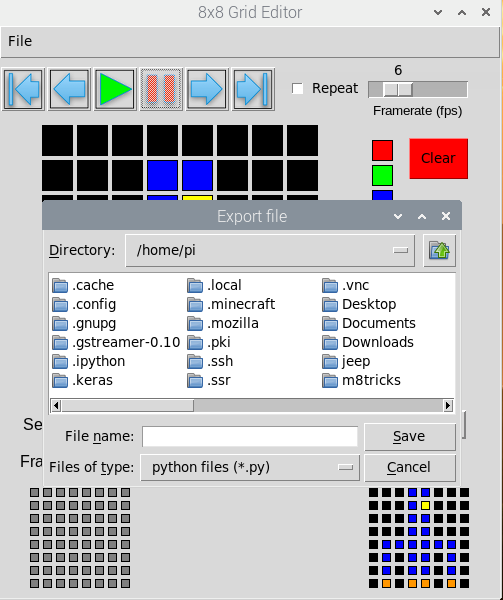 8x8 Grid Editor
File
6
Repeat
Framerate (fps)
Clear
Export file
Directory: /home/pi
.cache .local .vnc
.config .minecraft Desktop
.gnupg .mozilla Documents
.gstreamer-0.10 .pki Downloads
.ipython .ssh jeep
.keras .ssr m8tricks
Se
File name: Save
Fra
Files of type: python files (*.py) Cancel